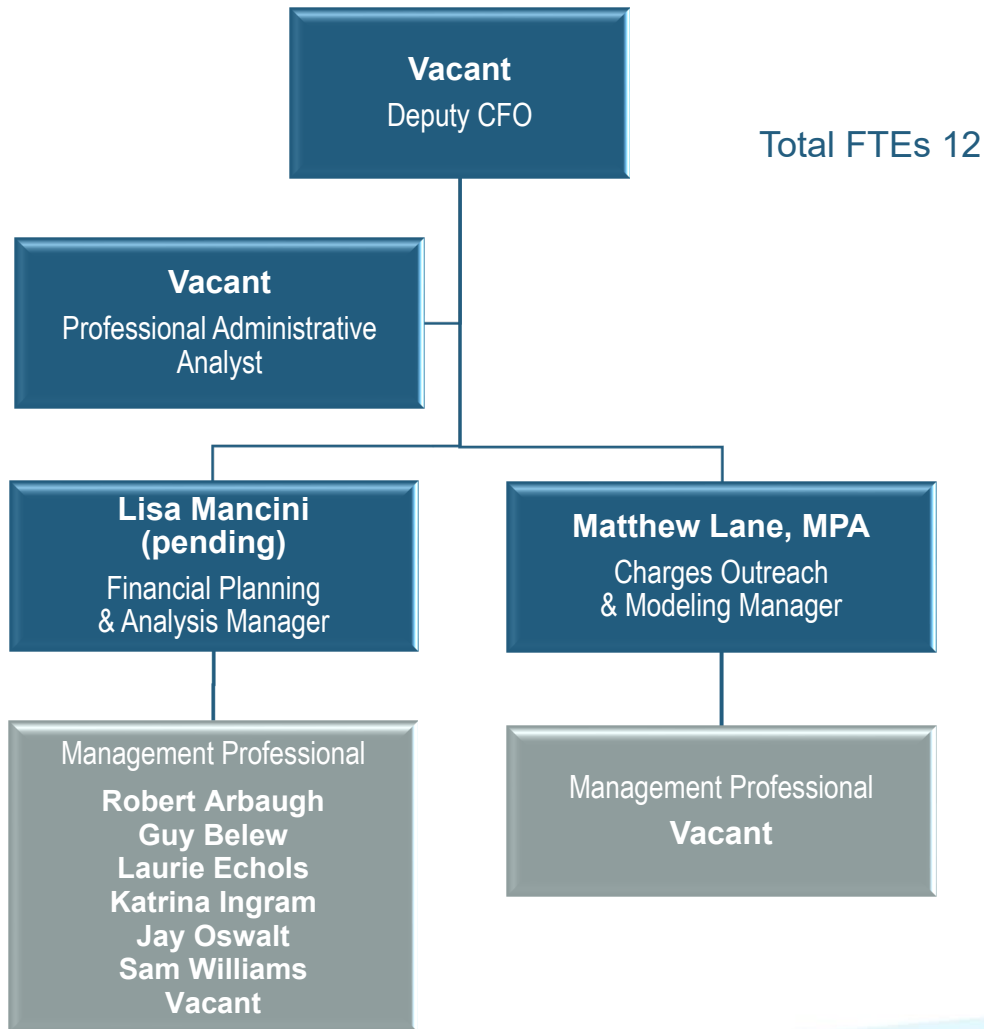 Vacant
Deputy CFO
Total FTEs 12
Vacant
Professional Administrative
Analyst
Lisa Mancini
(pending)
Financial Planning
& Analysis Manager
Matthew Lane, MPA
Charges Outreach
& Modeling Manager
Management Professional
Robert Arbaugh
Guy Belew
Laurie Echols
Katrina Ingram
Jay Oswalt
Sam Williams
Vacant
Management Professional
Vacant